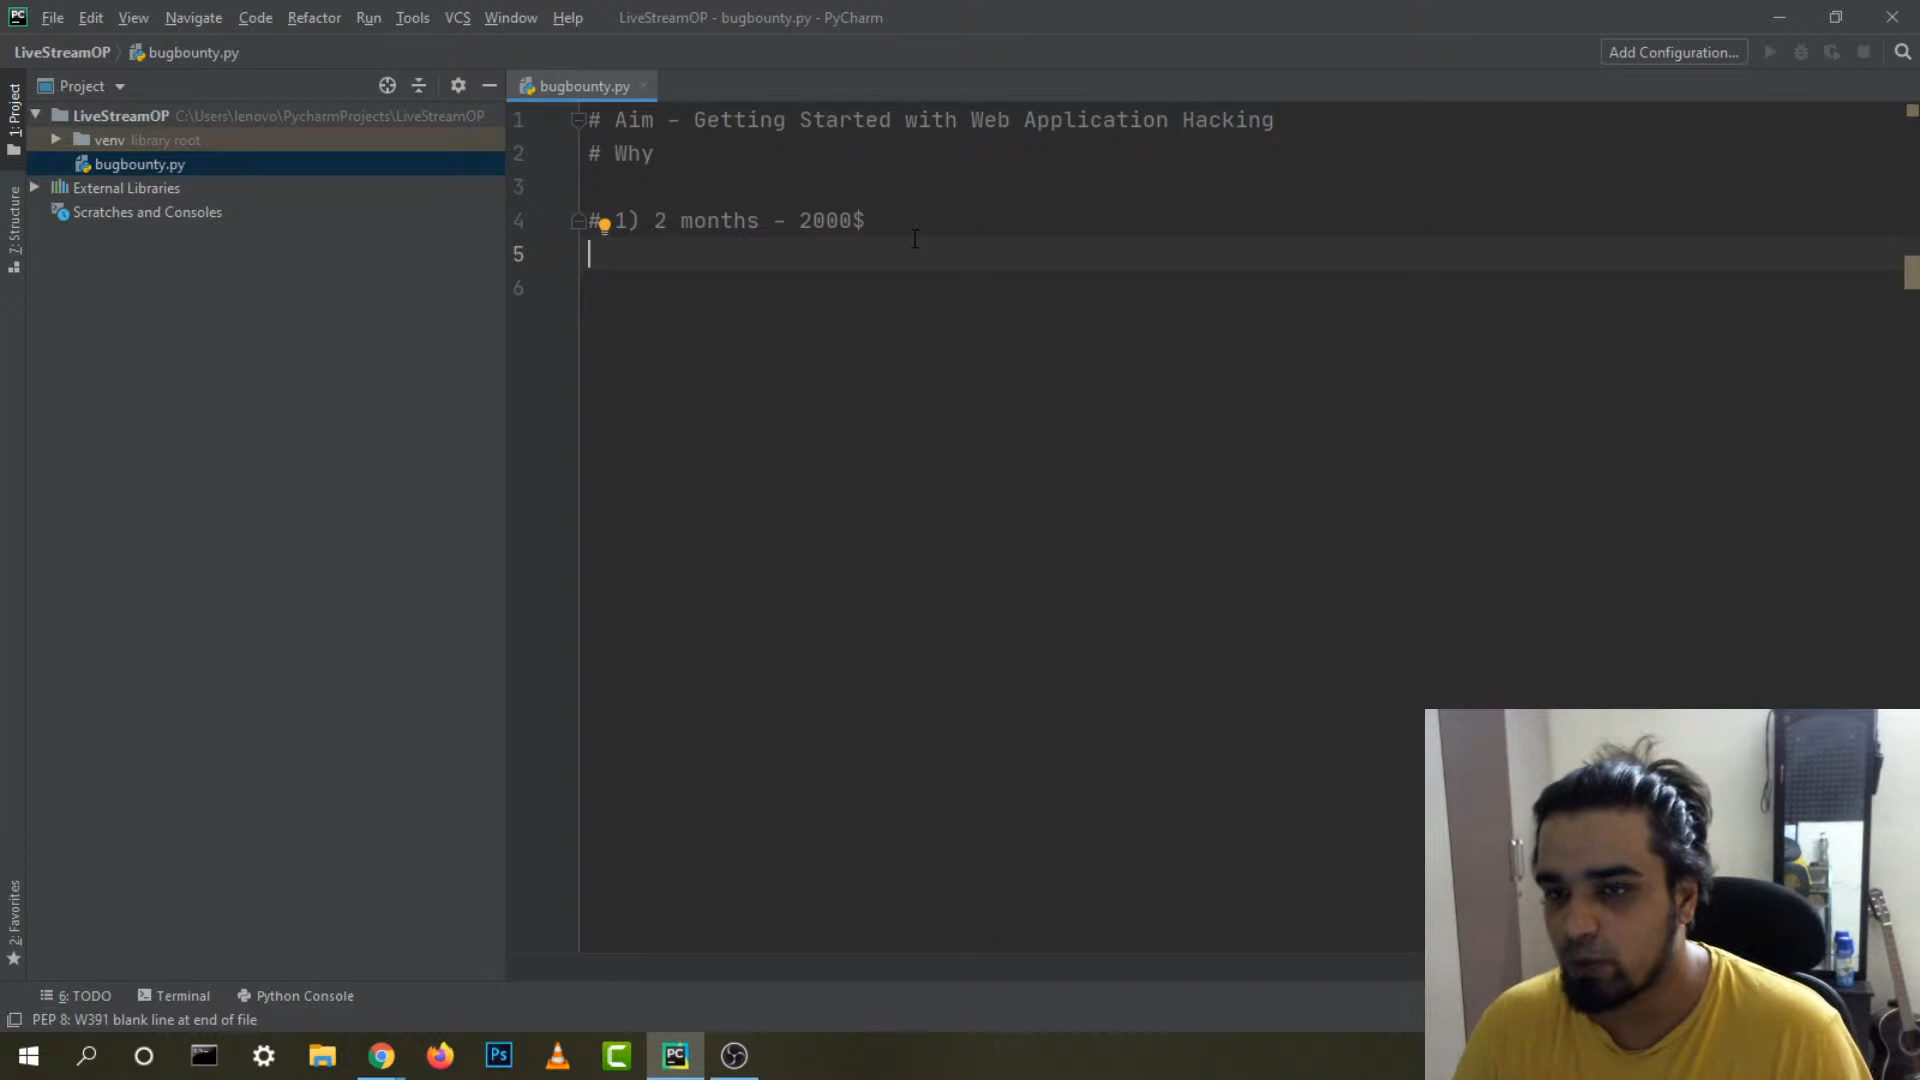 PC File Edit View Navigate Code Refactor Run Tools VCS Window Help LiveStreamOP - bugbounty.py - PyCharm
LiveStreamOP bugbounty.py Add Configuration...
1: Project
Project
bugbounty.py
LiveStreamOP C:\Users\lenovo\PycharmProjects\LiveStreamOP
venv library root
bugbounty.py
External Libraries
Scratches and Consoles
7: Structure
2: Favorites
1 # Aim - Getting Started with Web Application Hacking
2 # Why
3
4 # 1) 2 months - 2000$
5
6
6: TODO Terminal Python Console
PEP 8: W391 blank line at end of file
Ps C PC